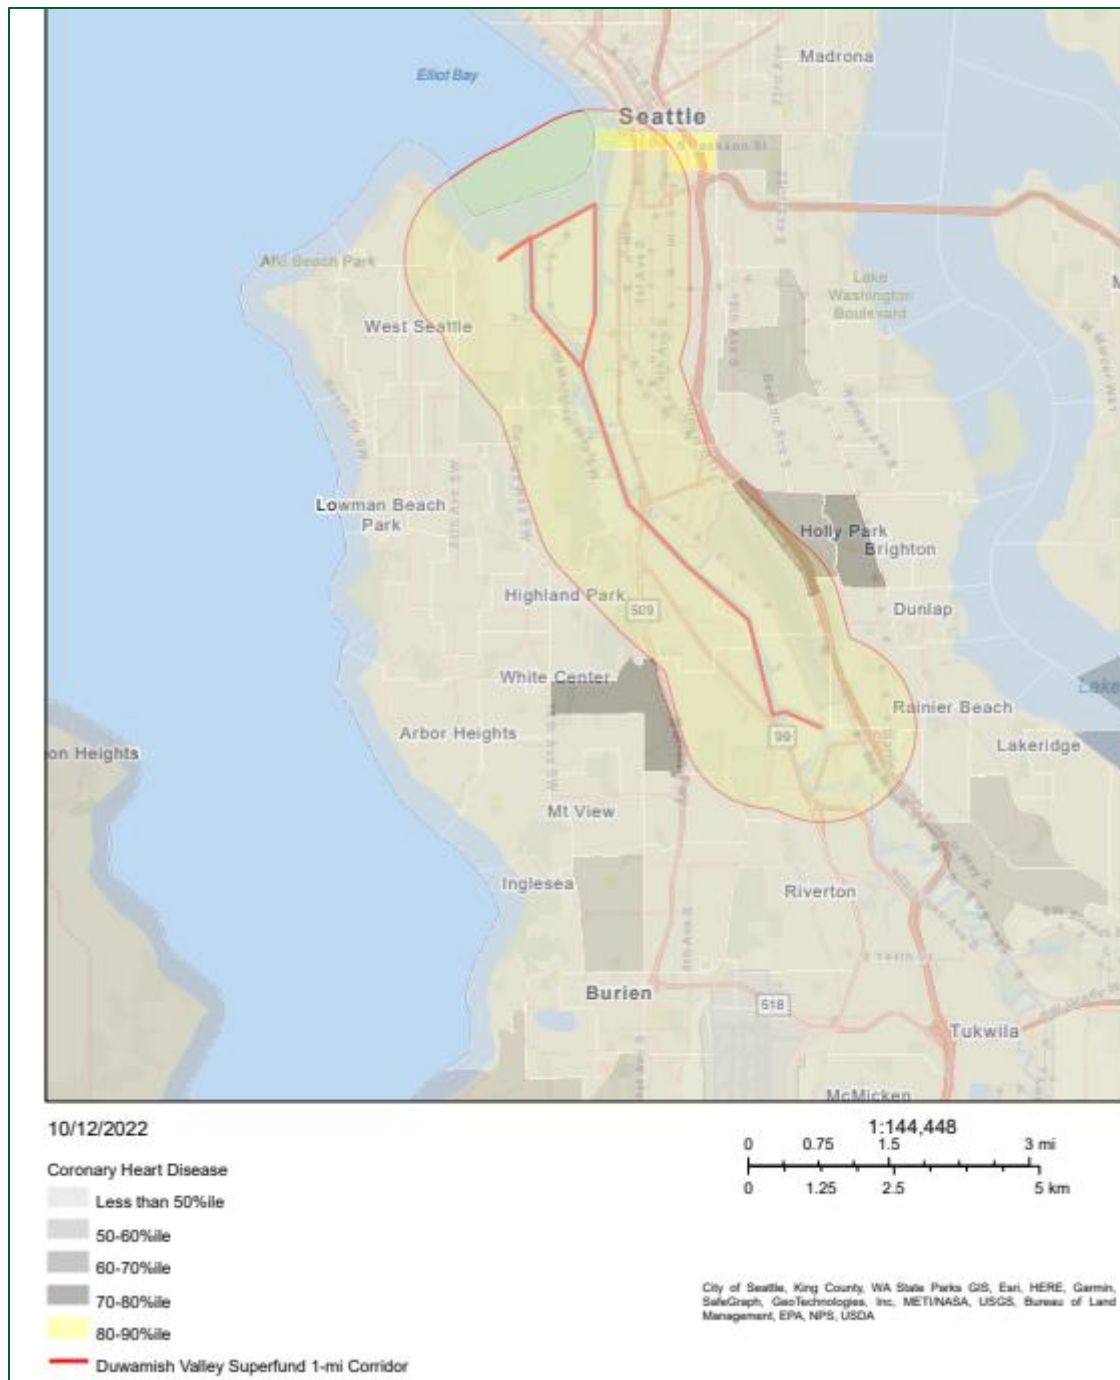 Madrona
Elliot Bay
Seattle
Alki Beach Park
Lake
Washington
Boulevard
West Seattle
1st Ave S
Lowman Beach
Park
Holly Park
Brighton
Highland Park
509
Dunlap
White Center
Rainier Beach
Arbor Heights
99
Lakeridge
on Heights
Mt View
Inglesea
Riverton
Burien
518
Tukwila
McMicken
10/12/2022
1:144,448
0 0.75 1.5 3 mi
0 1.25 2.5 5 km
Coronary Heart Disease
Less than 50%ile
50-60%ile
60-70%ile
70-80%ile
80-90%ile
Duwamish Valley Superfund 1-mi Corridor
City of Seattle, King County, WA State Parks GIS, Esri, HERE, Garmin,
SafeGraph, GeoTechnologies, Inc, METI/NASA, USGS, Bureau of Land
Management, EPA, NPS, USDA